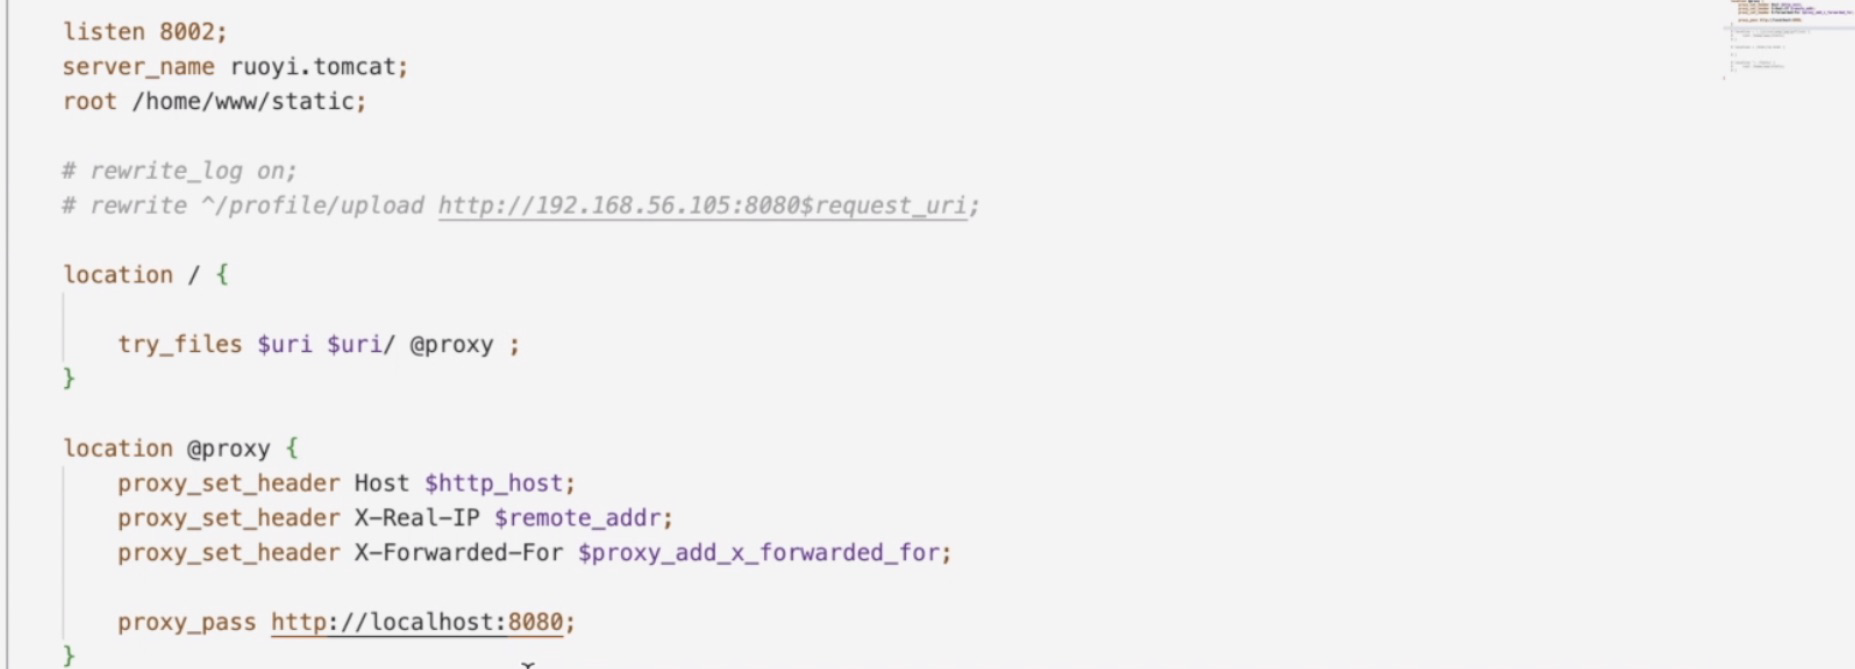 listen 8002;
server_name ruoyi.tomcat;
root /home/www/static;
# rewrite_log on;
# rewrite ^/profile/upload http://192.168.56.105:8080$request_uri;
location / {
try_files $uri $uri/ @proxy ;
}
location @proxy {
proxy_set_header Host $http_host;
proxy_set_header X-Real-IP $remote_addr;
proxy_set_header X-Forwarded-For $proxy_add_x_forwarded_for;
proxy_pass http://localhost:8080;
}